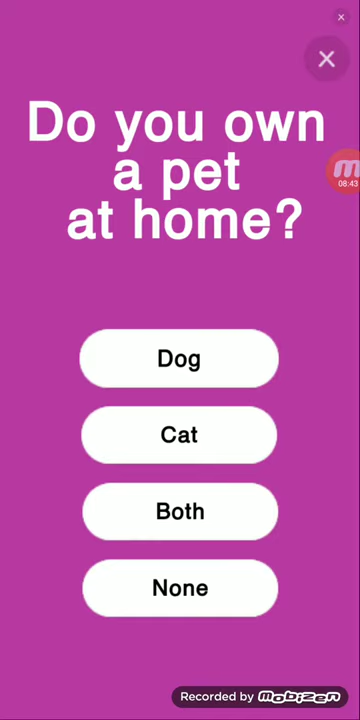 Do you own
a pet
at home?
08:43
Dog
Cat
Both
None
Recorded by mobizen